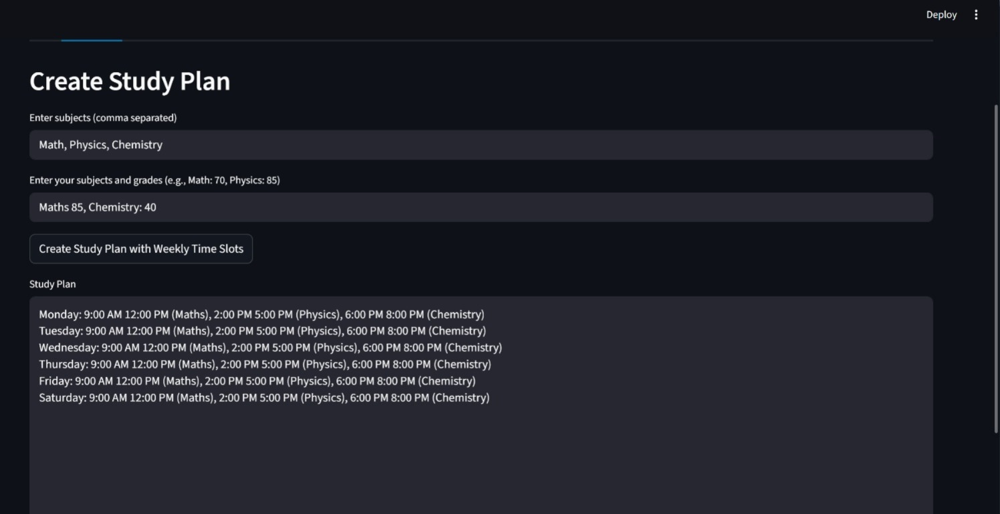 Deploy
Create Study Plan
Enter subjects (comma separated)
Math, Physics, Chemistry
Enter your subjects and grades (e.g., Math: 70, Physics: 85)
Maths 85, Chemistry: 40
Create Study Plan with Weekly Time Slots
Study Plan
Monday: 9:00 AM 12:00 PM (Maths), 2:00 PM 5:00 PM (Physics), 6:00 PM 8:00 PM (Chemistry)
Tuesday: 9:00 AM 12:00 PM (Maths), 2:00 PM 5:00 PM (Physics), 6:00 PM 8:00 PM (Chemistry)
Wednesday: 9:00 AM 12:00 PM (Maths), 2:00 PM 5:00 PM (Physics), 6:00 PM 8:00 PM (Chemistry)
Thursday: 9:00 AM 12:00 PM (Maths), 2:00 PM 5:00 PM (Physics), 6:00 PM 8:00 PM (Chemistry)
Friday: 9:00 AM 12:00 PM (Maths), 2:00 PM 5:00 PM (Physics), 6:00 PM 8:00 PM (Chemistry)
Saturday: 9:00 AM 12:00 PM (Maths), 2:00 PM 5:00 PM (Physics), 6:00 PM 8:00 PM (Chemistry)